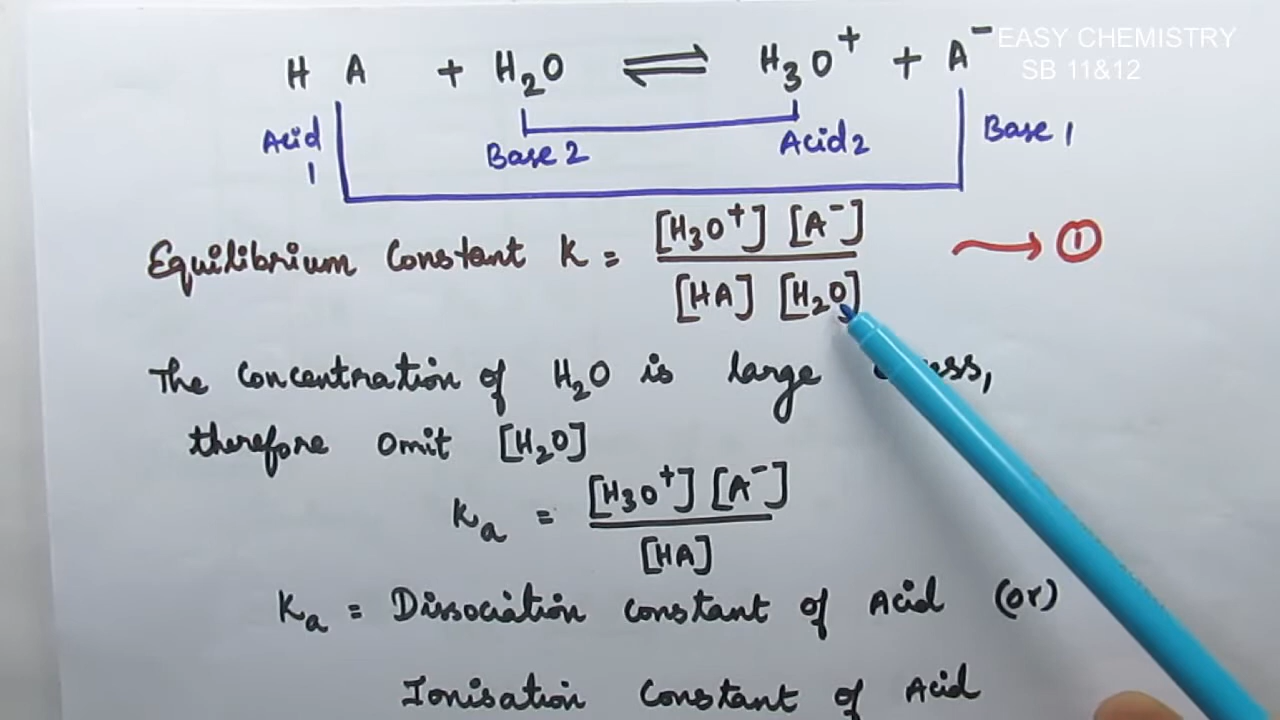 EASY CHEMISTRY
SB 11&12
H A + H₂O ⇌ H₃O⁺ + A⁻
Acid 1 Base 2 Acid 2 Base 1
Equilibrium Constant K = [H₃O⁺] [A⁻] / [HA] [H₂O] → ①
The Concentration of H₂O is large
therefore omit [H₂O]
Kₐ = [H₃O⁺] [A⁻] / [HA]
Kₐ = Dissociation constant of Acid (or)
Ionisation constant of Acid